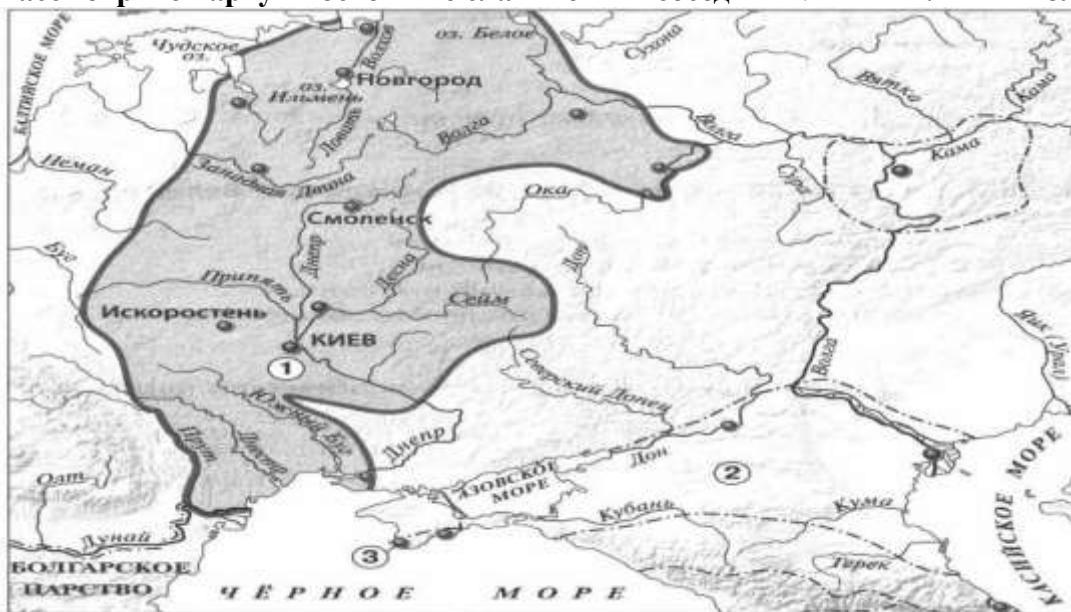 оз. Белое
Сухона
Чудское
оз.
Волхов
Новгород
оз.
Ильмень
Ловать
БАЛТИЙСКОЕ МОРЕ
Вятка
Кама
Волга
Волга
Кама
Сура
Неман
Западная Двина
Ока
Смоленск
Днепр
Десна
Дон
Буг
Припять
Сейм
Искоростень
КИЕВ
1
Волга
Яик (Урал)
Северский Донец
Южный Буг
Прут
Днестр
Днепр
Дон
2
АЗОВСКОЕ
МОРЕ
Кубань
Кума
Олт
Дунай
3
Терек
КАСПИЙСКОЕ МОРЕ
БОЛГАРСКОЕ
ЦАРСТВО
ЧЁРНОЕ МОРЕ